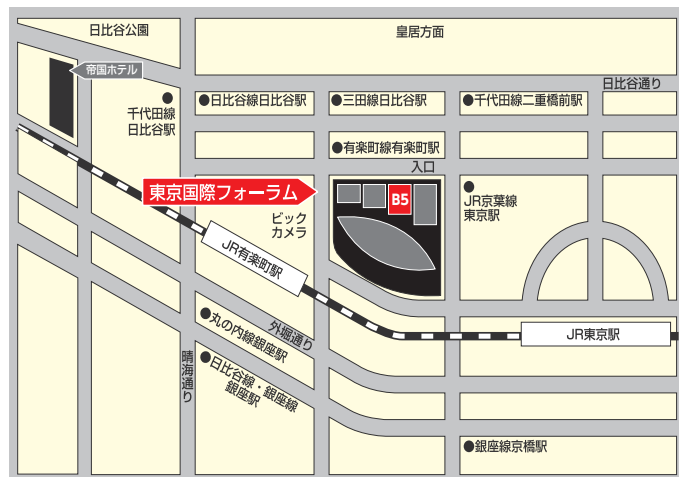 日比谷公園
皇居方面
帝国ホテル
日比谷通り
千代田線
日比谷駅
日比谷線日比谷駅
三田線日比谷駅
千代田線二重橋前駅
有楽町線有楽町駅
入口
東京国際フォーラム
B5
JR京葉線
東京駅
ビック
カメラ
JR有楽町駅
丸の内線銀座駅
外堀通り
JR東京駅
晴海通り
日比谷線・銀座線
銀座駅
銀座線京橋駅